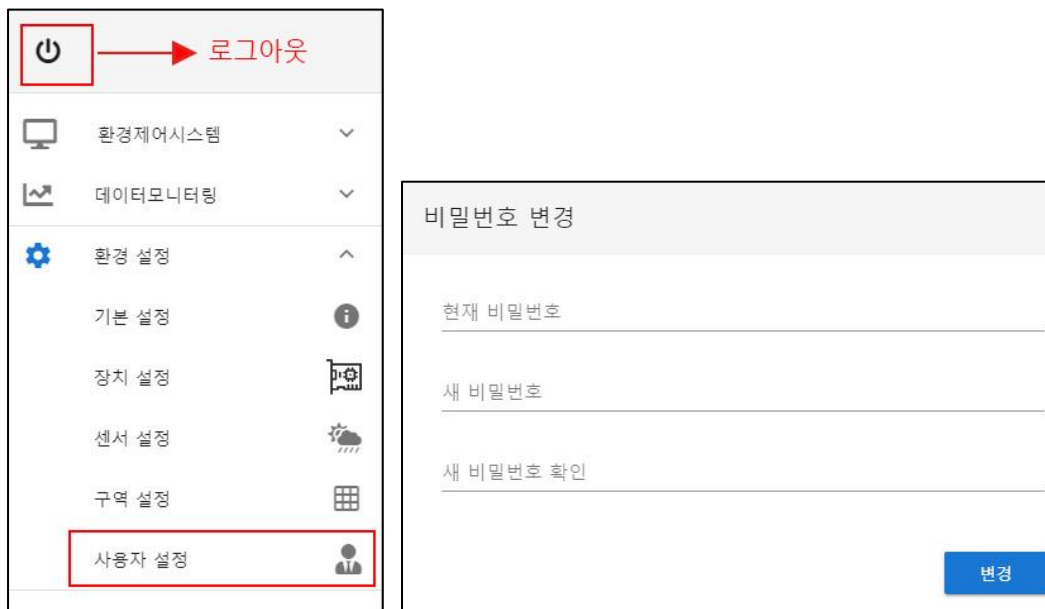 로그아웃
환경제어시스템
데이터모니터링
환경 설정
기본 설정
장치 설정
센서 설정
구역 설정
사용자 설정
비밀번호 변경
현재 비밀번호
새 비밀번호
새 비밀번호 확인
변경